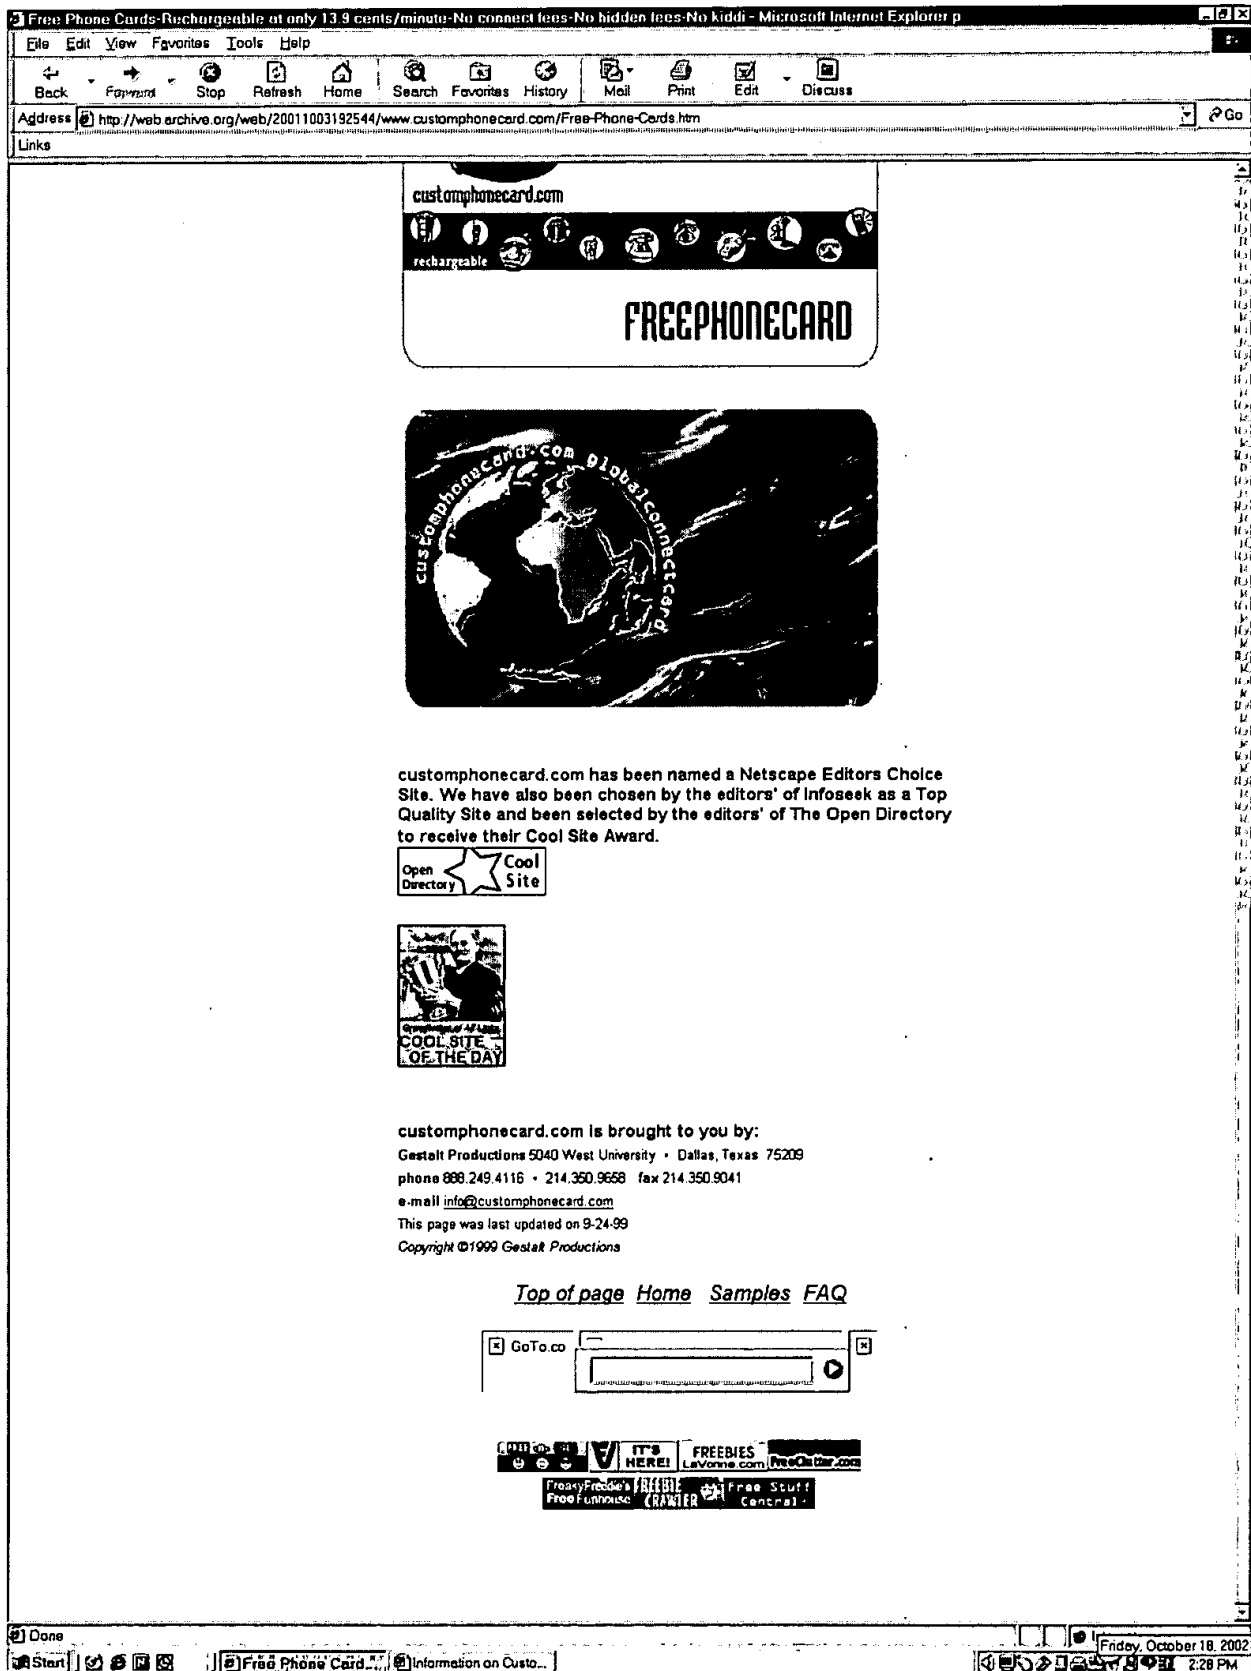 Free Phone Cards-Rechargeable at only 13.9 cents/minute-No connect fees-No hidden fees-No kiddi - Microsoft Internet Explorer p
File Edit View Favorites Tools Help
Back Forward Stop Refresh Home Search Favorites History Mail Print Edit Discuss
Address http://web.archive.org/web/20011003192544/www.customphonecard.com/Free-Phone-Cards.htm Go
Links
customphonecard.com
rechargeable
FREEPHONECARD
customphonecard.com globalconnectcard
customphonecard.com has been named a Netscape Editors Choice
Site. We have also been chosen by the editors' of Infoseek as a Top
Quality Site and been selected by the editors' of The Open Directory
to receive their Cool Site Award.
Open Directory Cool Site
COOL SITE
OF THE DAY
customphonecard.com is brought to you by:
Gestalt Productions 5040 West University • Dallas, Texas 75209
phone 888.249.4116 • 214.350.9658 fax 214.350.9041
e-mail info@customphonecard.com
This page was last updated on 9-24-99
Copyright ©1999 Gestalt Productions
Top of page Home Samples FAQ
GoTo.co
IT'S HERE! FREEBIES LaVonne.com FreeClutter.com
FreakyFreddie's Free Funhouse FREEBIE CRAWLER Free Stuff Central
Done
Friday, October 18, 2002
Start Free Phone Card... Information on Custo... 2:28 PM